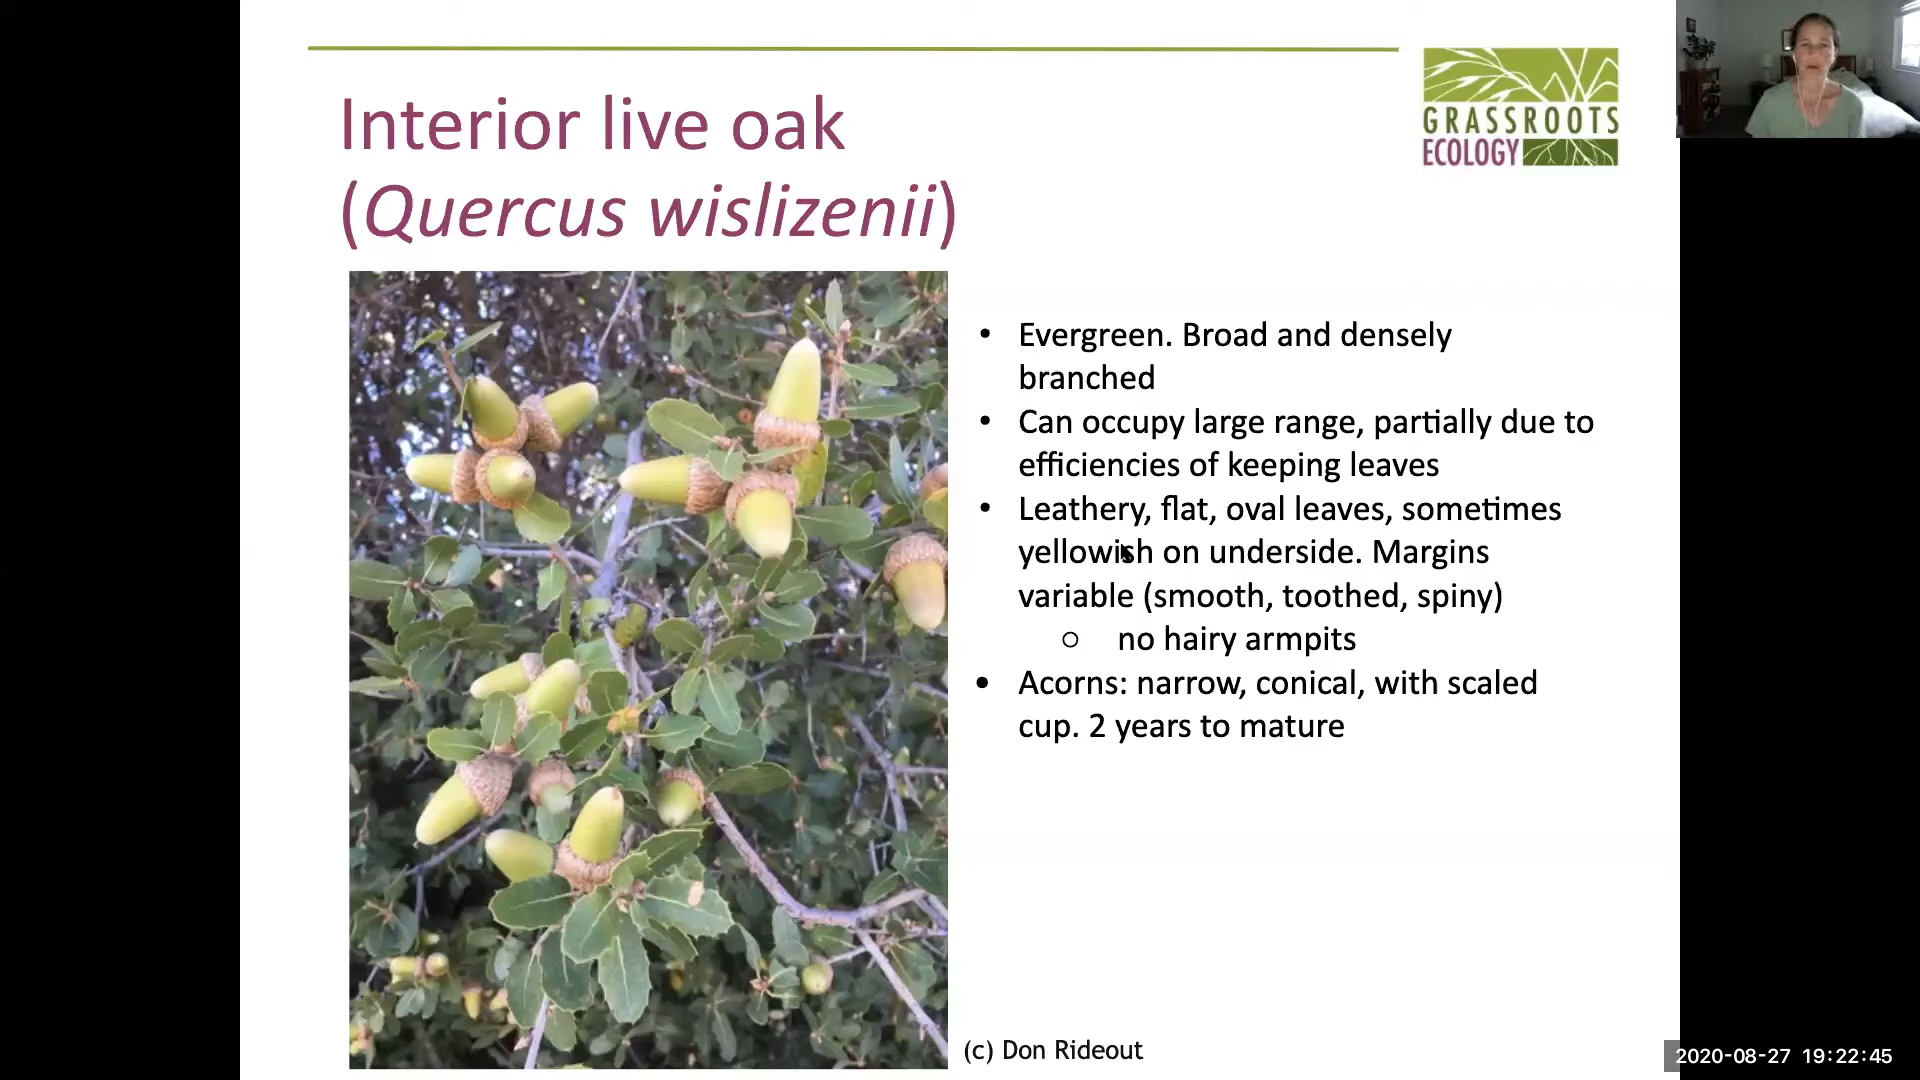 Interior live oak
(Quercus wislizenii)
GRASSROOTS
ECOLOGY
• Evergreen. Broad and densely
branched
• Can occupy large range, partially due to
efficiencies of keeping leaves
• Leathery, flat, oval leaves, sometimes
yellowish on underside. Margins
variable (smooth, toothed, spiny)
○ no hairy armpits
• Acorns: narrow, conical, with scaled
cup. 2 years to mature
(c) Don Rideout
2020-08-27 19:22:45